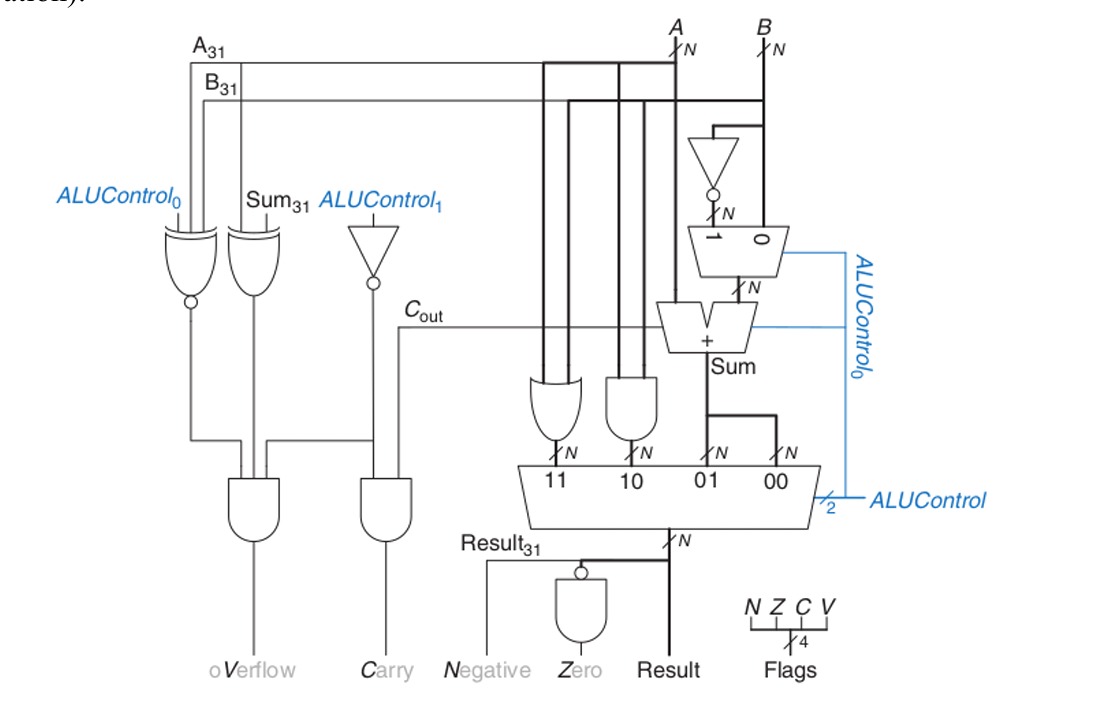 ation).
A B
N N
A31
B31
ALUControl0 Sum31 ALUControl1
N
1 0
N
ALUControl0
Cout
+
Sum
N N N N
11 10 01 00
2 ALUControl
N
Result31
N Z C V
4
oVerflow Carry Negative Zero Result Flags